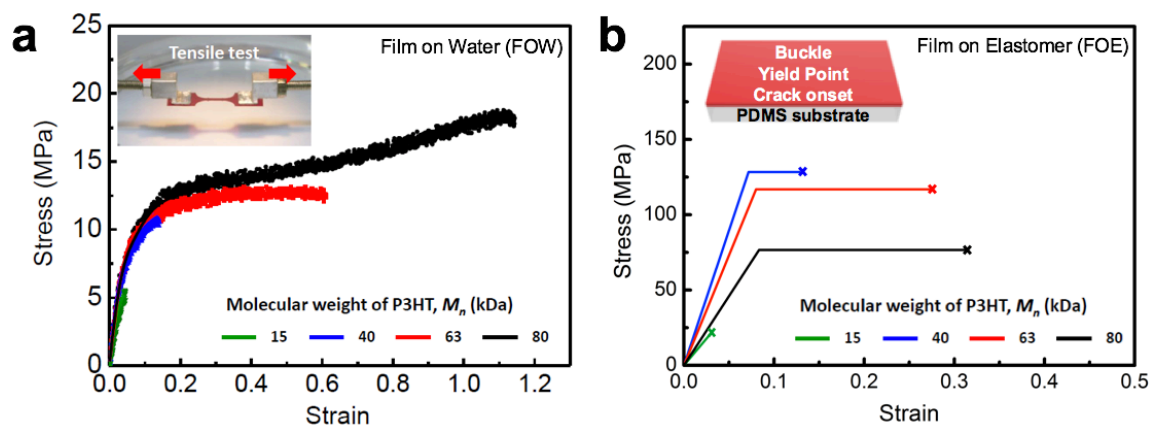 a
25
20
15
10
5
0
Stress (MPa)
Tensile test
Film on Water (FOW)
Molecular weight of P3HT, Mn (kDa)
15 40 63 80
0.0 0.2 0.4 0.6 0.8 1.0 1.2
Strain
b
200
150
100
50
0
Stress (MPa)
Film on Elastomer (FOE)
Buckle
Yield Point
Crack onset
PDMS substrate
Molecular weight of P3HT, Mn (kDa)
15 40 63 80
0.0 0.1 0.2 0.3 0.4 0.5
Strain